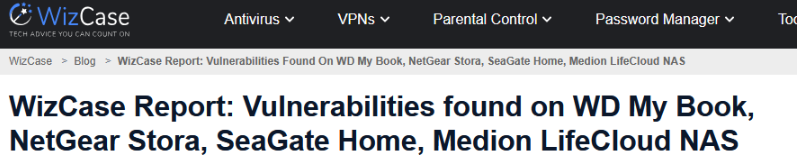 WizCase Antivirus VPNs Parental Control Password Manager Too
TECH ADVICE YOU CAN COUNT ON
WizCase > Blog > WizCase Report: Vulnerabilities Found On WD My Book, NetGear Stora, SeaGate Home, Medion LifeCloud NAS
WizCase Report: Vulnerabilities found on WD My Book,
NetGear Stora, SeaGate Home, Medion LifeCloud NAS